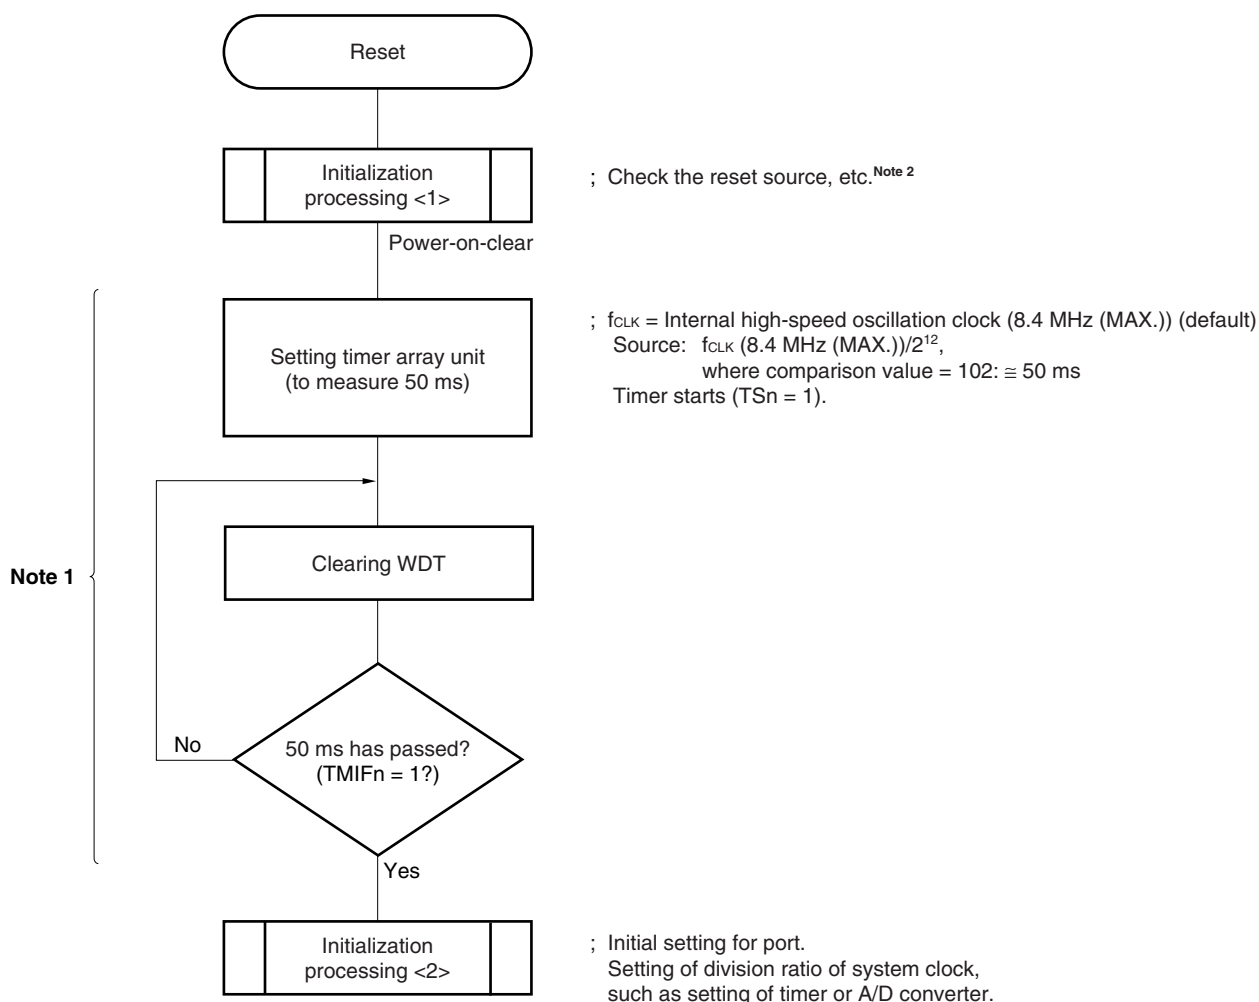 Reset
Initialization
processing <1>
; Check the reset source, etc.Note 2
Power-on-clear
Setting timer array unit
(to measure 50 ms)
; fCLK = Internal high-speed oscillation clock (8.4 MHz (MAX.)) (default)
Source: fCLK (8.4 MHz (MAX.))/2¹²,
where comparison value = 102: ≅ 50 ms
Timer starts (TSn = 1).
Note 1
Clearing WDT
No
50 ms has passed?
(TMIFn = 1?)
Yes
Initialization
processing <2>
; Initial setting for port.
Setting of division ratio of system clock,
such as setting of timer or A/D converter.